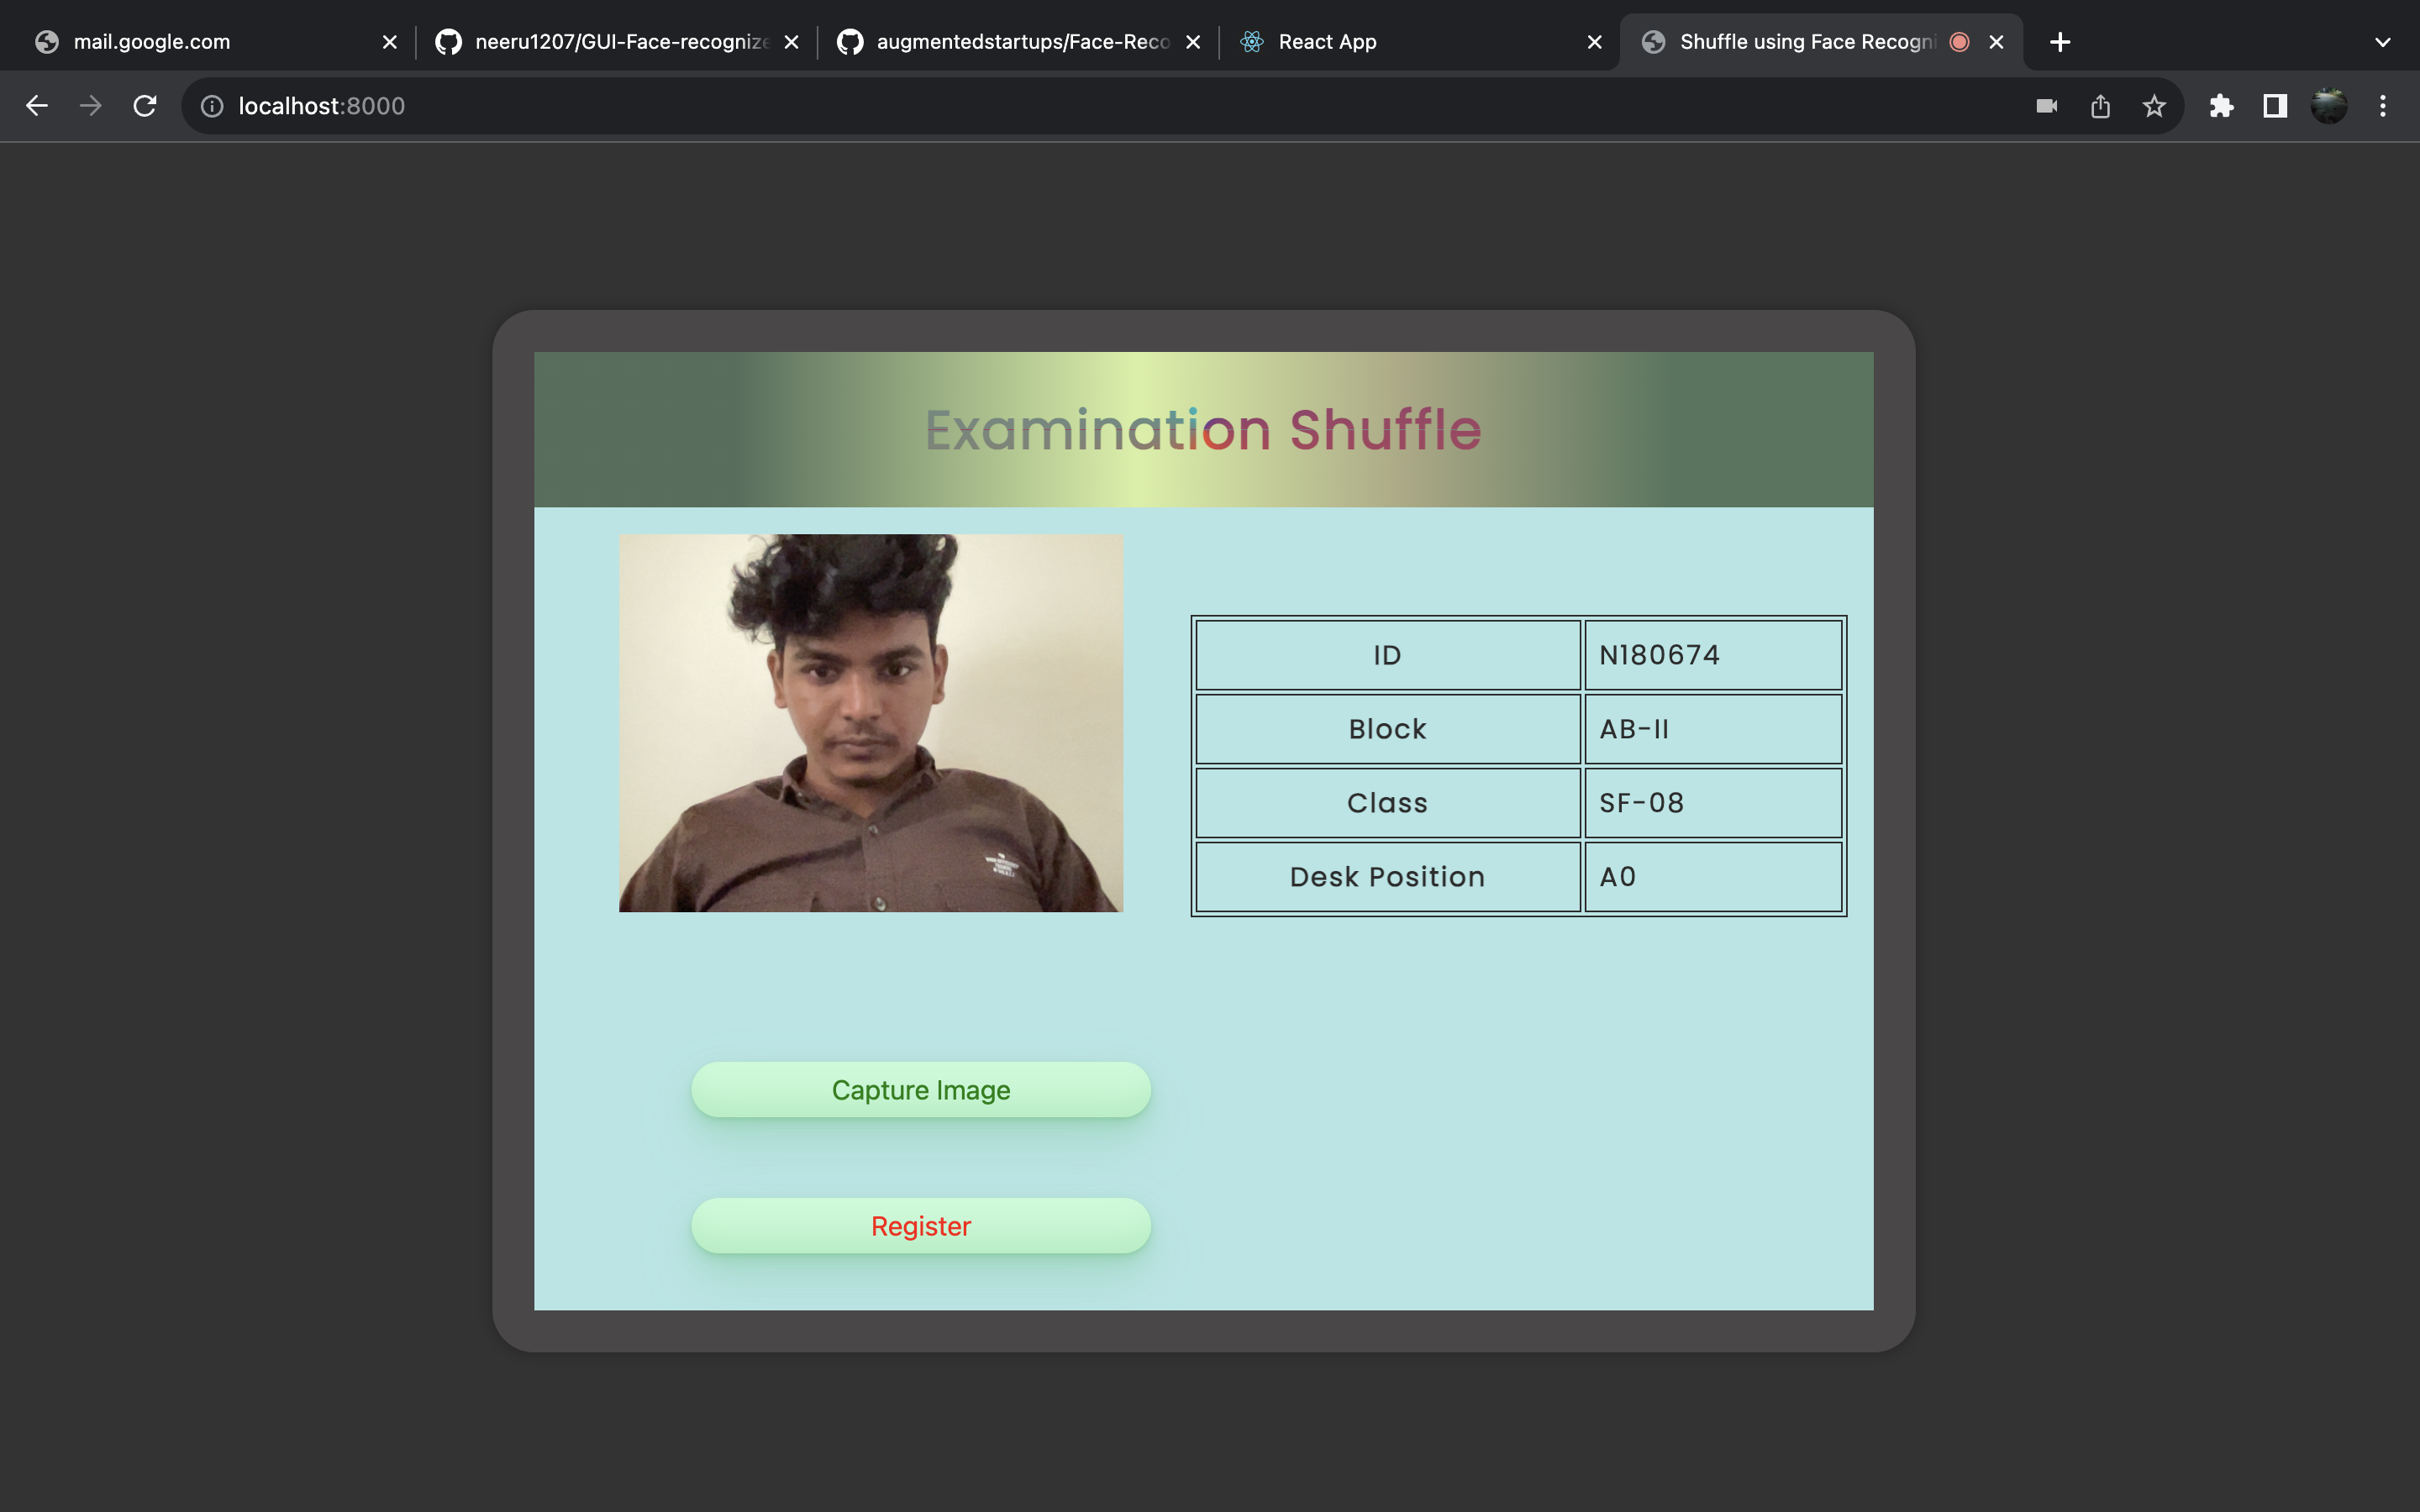 mail.google.com
neeru1207/GUI-Face-recognize
augmentedstartups/Face-Reco
React App
Shuffle using Face Recogni
localhost:8000
Examination Shuffle
ID N180674
Block AB-II
Class SF-08
Desk Position A0
Capture Image
Register